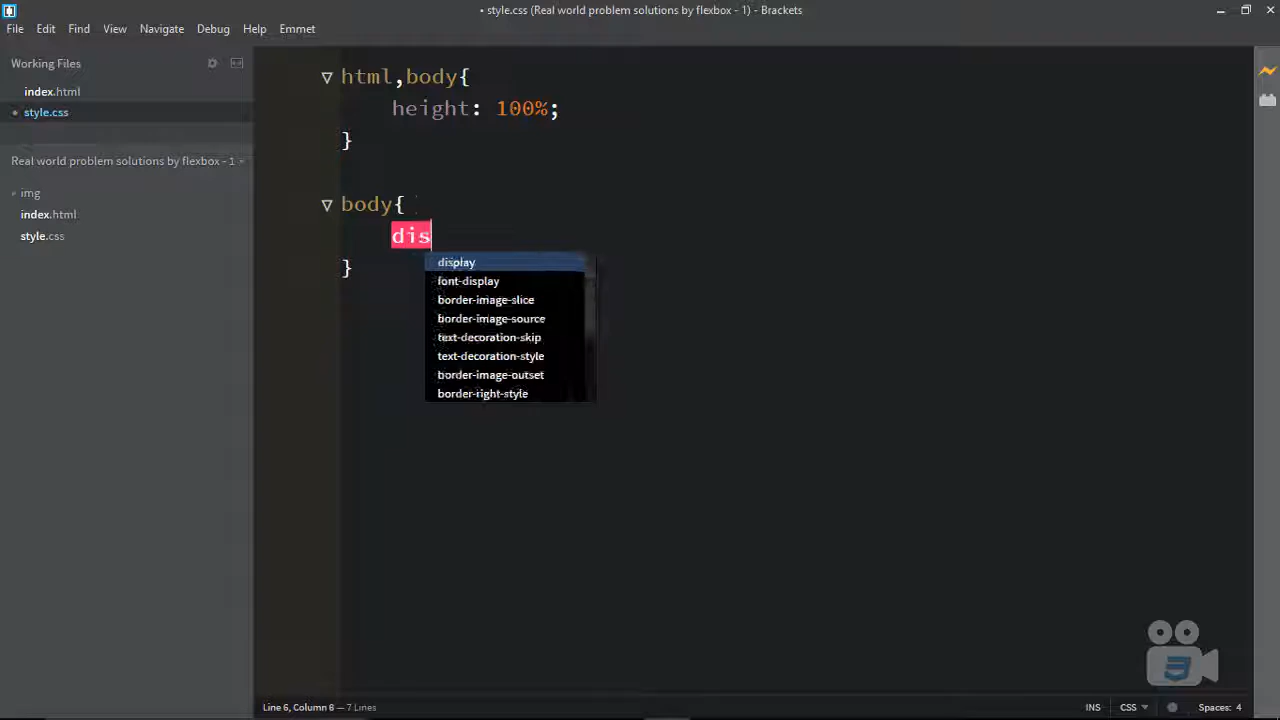 • style.css (Real world problem solutions by flexbox - 1) - Brackets
File Edit Find View Navigate Debug Help Emmet
Working Files
index.html
style.css
Real world problem solutions by flexbox - 1
img
index.html
style.css
html,body{
height: 100%;
}
body{
dis
}
display
font-display
border-image-slice
border-image-source
text-decoration-skip
text-decoration-style
border-image-outset
border-right-style
Line 6, Column 8 — 7 Lines
INS CSS Spaces: 4